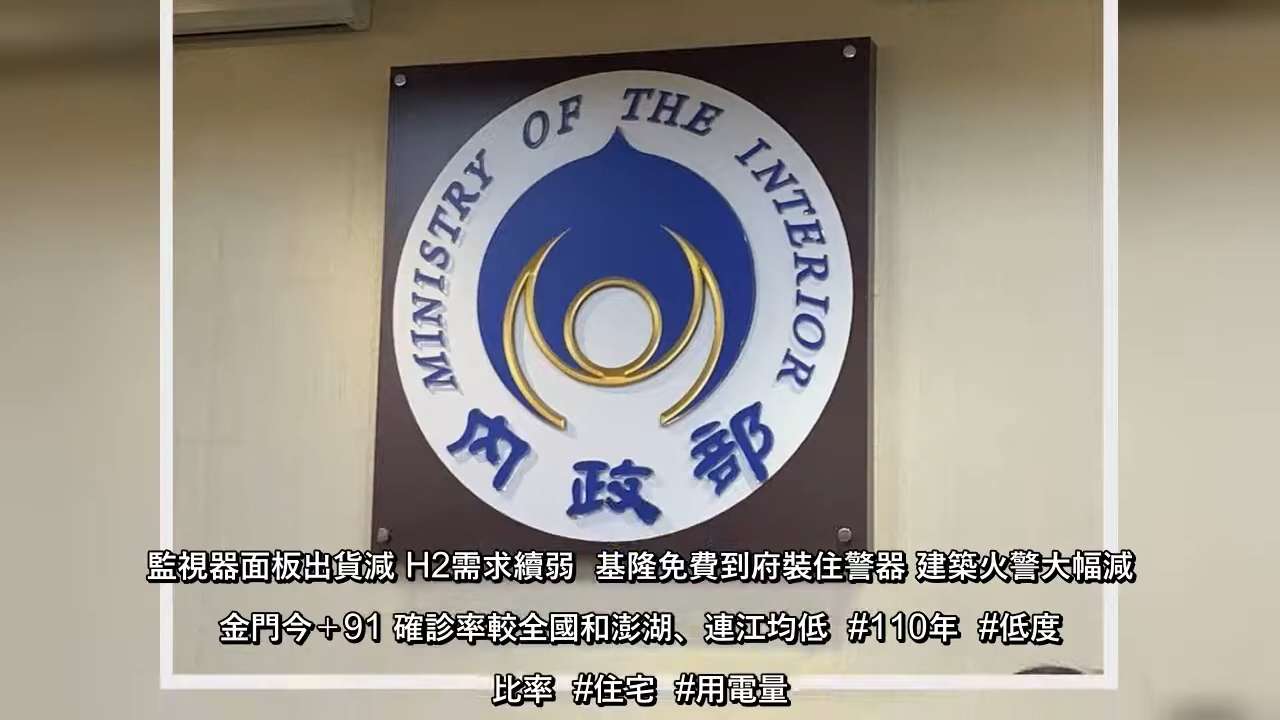 MINISTRY OF THE INTERIOR
內政部
監視器面板出貨減 H2需求續弱 基隆免費到府裝住警器 建築火警大幅減
金門今+91 確診率較全國和澎湖、連江均低 #110年 #低度
比率 #住宅 #用電量